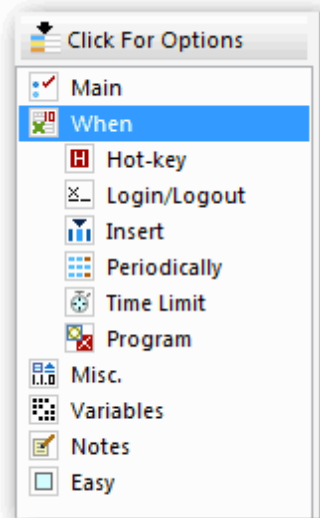 Click For Options
Main
When
Hot-key
Login/Logout
Insert
Periodically
Time Limit
Program
Misc.
Variables
Notes
Easy